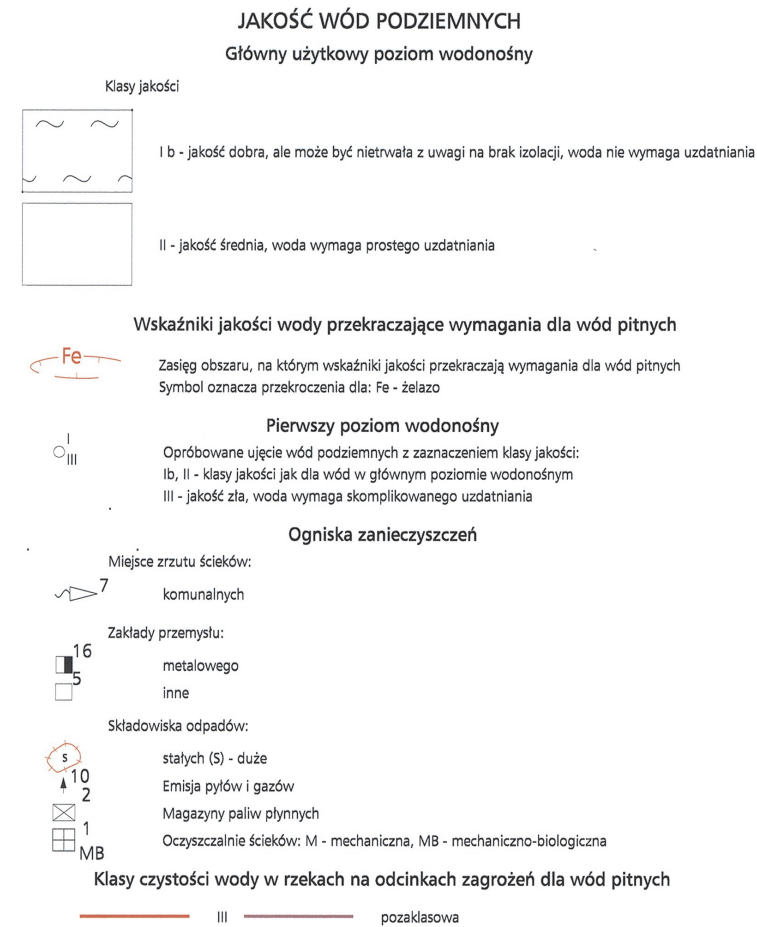 JAKOŚĆ WÓD PODZIEMNYCH
Główny użytkowy poziom wodonośny
Klasy jakości
I b - jakość dobra, ale może być nietrwała z uwagi na brak izolacji, woda nie wymaga uzdatniania
II - jakość średnia, woda wymaga prostego uzdatniania
Wskaźniki jakości wody przekraczające wymagania dla wód pitnych
Fe
Zasięg obszaru, na którym wskaźniki jakości przekraczają wymagania dla wód pitnych
Symbol oznacza przekroczenia dla: Fe - żelazo
Pierwszy poziom wodonośny
I
III
Opróbowane ujęcie wód podziemnych z zaznaczeniem klasy jakości:
Ib, II - klasy jakości jak dla wód w głównym poziomie wodonośnym
III - jakość zła, woda wymaga skomplikowanego uzdatniania
Ogniska zanieczyszczeń
Miejsce zrzutu ścieków:
7
komunalnych
Zakłady przemysłu:
16
metalowego
5
inne
Składowiska odpadów:
S
stałych (S) - duże
10
Emisja pyłów i gazów
2
Magazyny paliw płynnych
1
MB
Oczyszczalnie ścieków: M - mechaniczna, MB - mechaniczno-biologiczna
Klasy czystości wody w rzekach na odcinkach zagrożeń dla wód pitnych
III
pozaklasowa